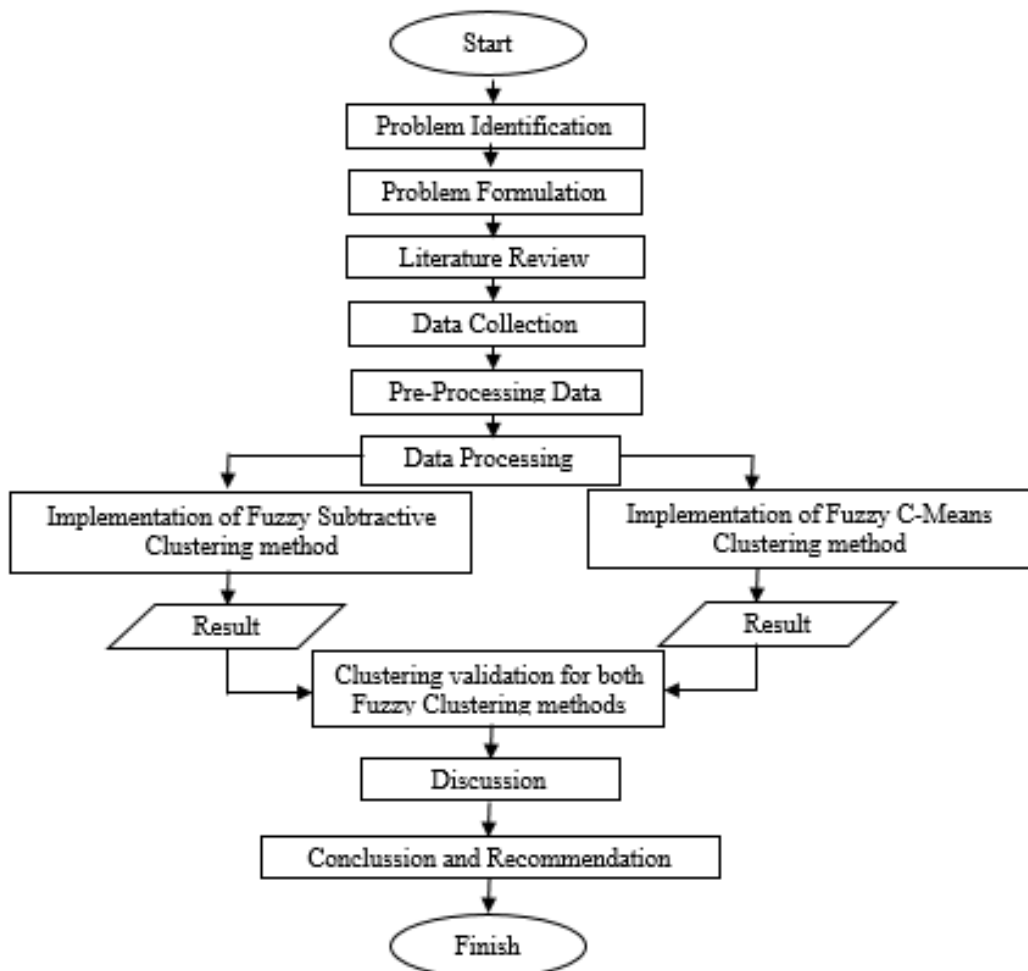 Start
Problem Identification
Problem Formulation
Literature Review
Data Collection
Pre-Processing Data
Data Processing
Implementation of Fuzzy Subtractive
Clustering method
Implementation of Fuzzy C-Means
Clustering method
Result
Result
Clustering validation for both
Fuzzy Clustering methods
Discussion
Conclussion and Recommendation
Finish